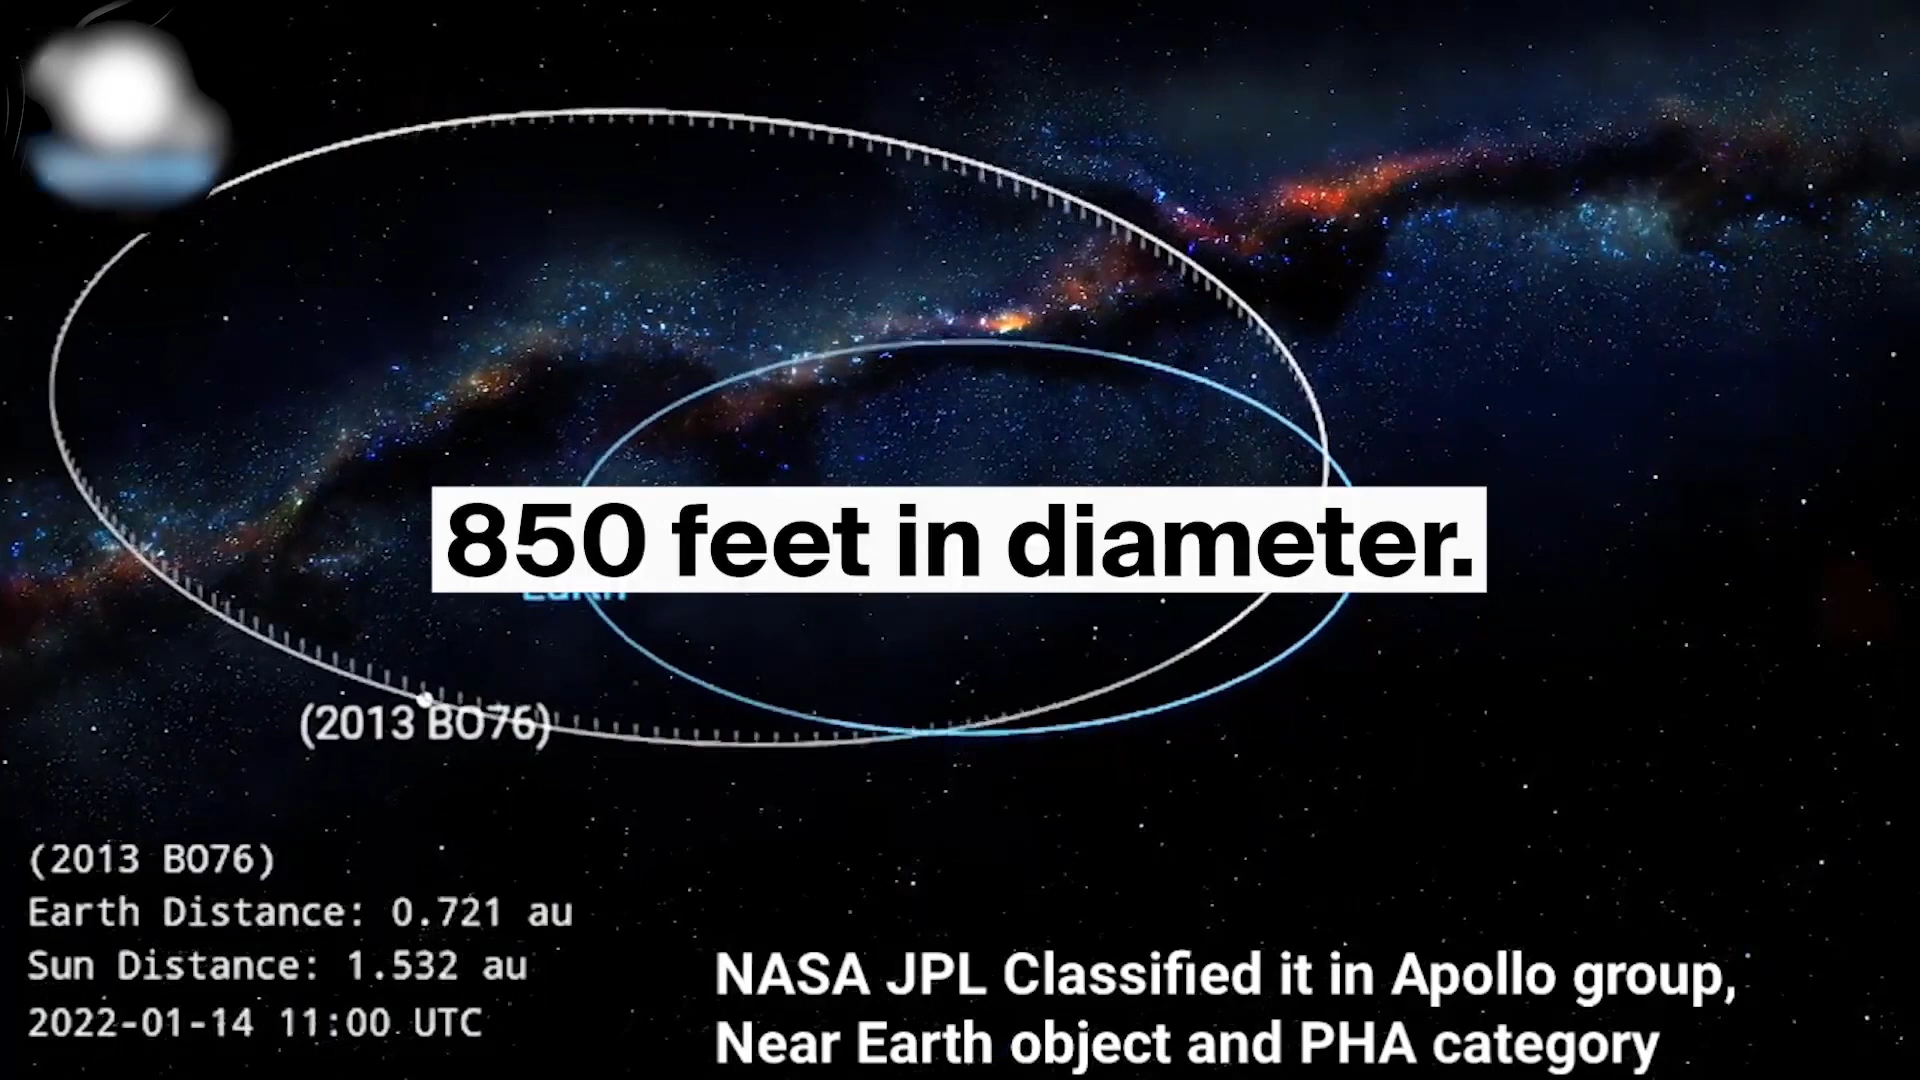 850 feet in diameter.
Earth
(2013 BO76)
(2013 BO76)
Earth Distance: 0.721 au
Sun Distance: 1.532 au
2022-01-14 11:00 UTC
NASA JPL Classified it in Apollo group,
Near Earth object and PHA category